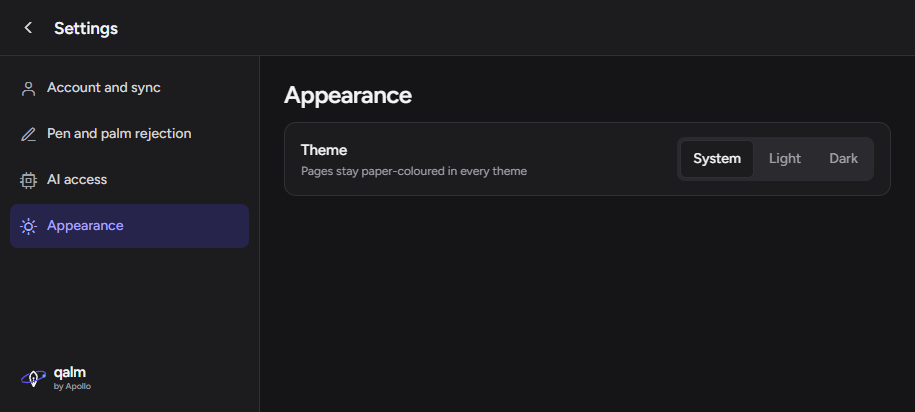 Settings
Account and sync
Pen and palm rejection
AI access
Appearance
qalm
by Apollo
Appearance
Theme
Pages stay paper-coloured in every theme
System Light Dark